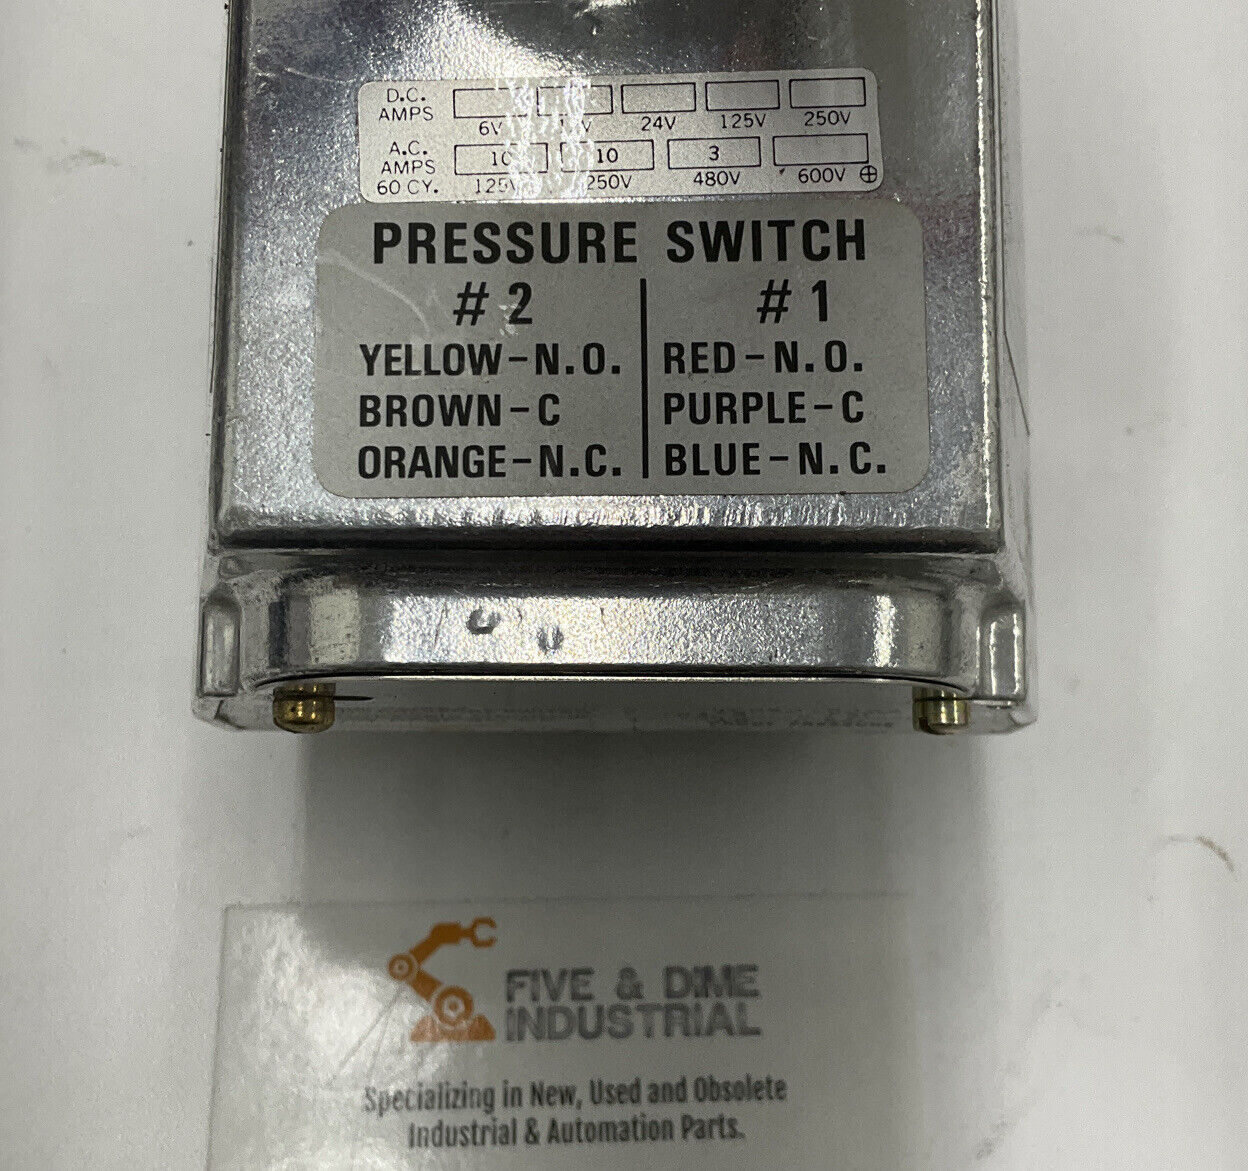 D.C.
AMPS
6V 24V 125V 250V
A.C.
AMPS 10 10 3
60 CY. 125V 250V 480V 600V
PRESSURE SWITCH
#2 #1
YELLOW-N.O. RED-N.O.
BROWN-C PURPLE-C
ORANGE-N.C. BLUE-N.C.
FIVE & DIME
INDUSTRIAL
Specializing in New, Used and Obsolete
Industrial & Automation Parts.